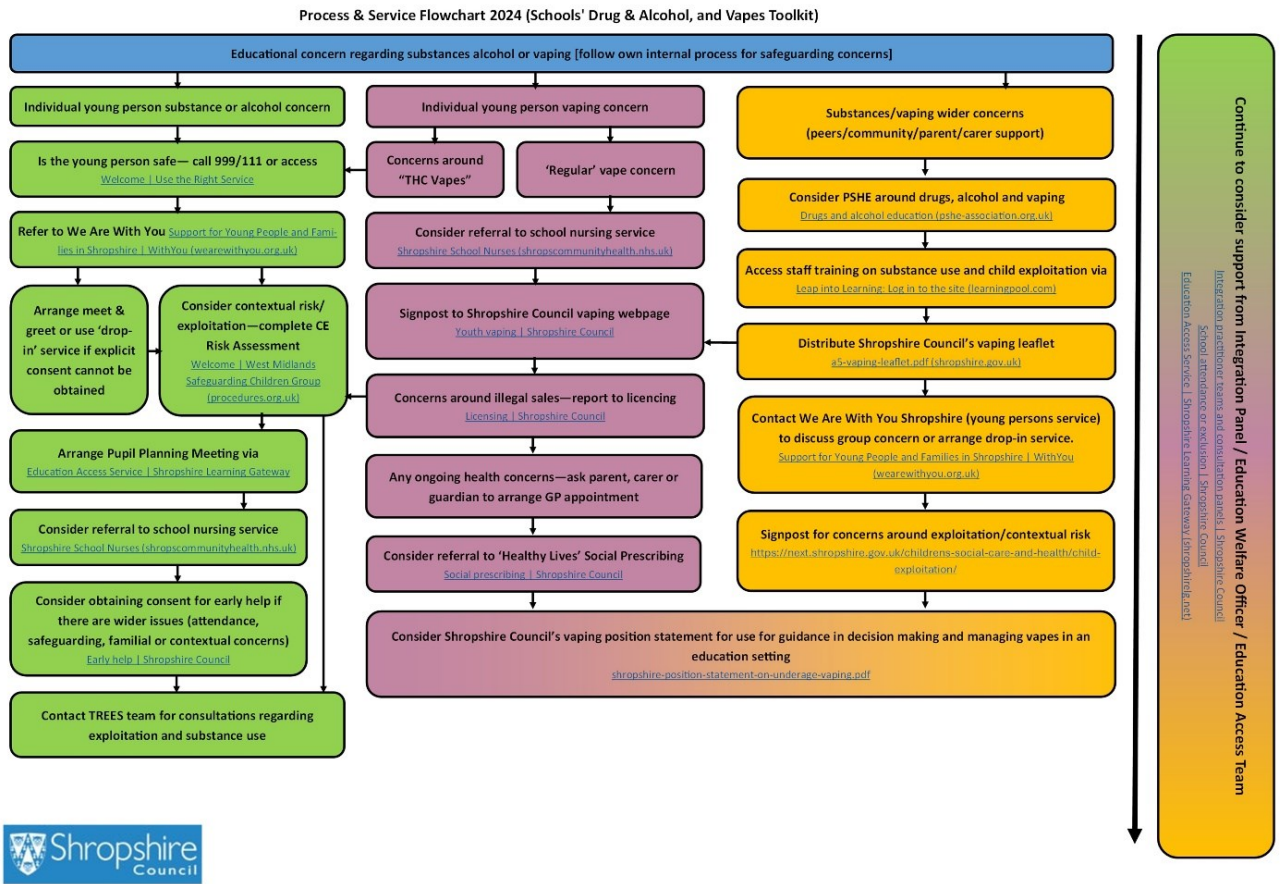 Process & Service Flowchart 2024 (Schools' Drug & Alcohol, and Vapes Toolkit)
Educational concern regarding substances alcohol or vaping [follow own internal process for safeguarding concerns]
Individual young person substance or alcohol concern
Is the young person safe— call 999/111 or access
Welcome | Use the Right Service
Refer to We Are With You Support for Young People and Fami-
lies in Shropshire | WithYou (wearewithyou.org.uk)
Arrange meet &
greet or use ‘drop-
in’ service if explicit
consent cannot be
obtained
Consider contextual risk/
exploitation—complete CE
Risk Assessment
Welcome | West Midlands
Safeguarding Children Group
(procedures.org.uk)
Arrange Pupil Planning Meeting via
Education Access Service | Shropshire Learning Gateway
Consider referral to school nursing service
Shropshire School Nurses (shropscommunityhealth.nhs.uk)
Consider obtaining consent for early help if
there are wider issues (attendance,
safeguarding, familial or contextual concerns)
Early help | Shropshire Council
Contact TREES team for consultations regarding
exploitation and substance use
Individual young person vaping concern
Concerns around
“THC Vapes”
‘Regular’ vape concern
Consider referral to school nursing service
Shropshire School Nurses (shropscommunityhealth.nhs.uk)
Signpost to Shropshire Council vaping webpage
Youth vaping | Shropshire Council
Concerns around illegal sales—report to licencing
Licensing | Shropshire Council
Any ongoing health concerns—ask parent, carer or
guardian to arrange GP appointment
Consider referral to ‘Healthy Lives’ Social Prescribing
Social prescribing | Shropshire Council
Substances/vaping wider concerns
(peers/community/parent/carer support)
Consider PSHE around drugs, alcohol and vaping
Drugs and alcohol education (pshe-association.org.uk)
Access staff training on substance use and child exploitation via
Leap into Learning: Log in to the site (learningpool.com)
Distribute Shropshire Council’s vaping leaflet
a5-vaping-leaflet.pdf (shropshire.gov.uk)
Contact We Are With You Shropshire (young persons service)
to discuss group concern or arrange drop-in service.
Support for Young People and Families in Shropshire | WithYou
(wearewithyou.org.uk)
Signpost for concerns around exploitation/contextual risk
https://next.shropshire.gov.uk/childrens-social-care-and-health/child-
exploitation/
Consider Shropshire Council’s vaping position statement for use for guidance in decision making and managing vapes in an
education setting
shropshire-position-statement-on-underage-vaping.pdf
Continue to consider support from Integration Panel / Education Welfare Officer / Education Access Team
Integration practitioner teams and consultation panels | Shropshire Council
School attendance or exclusion | Shropshire Council
Education Access Service | Shropshire Learning Gateway (shropshirelg.net)
Shropshire
Council